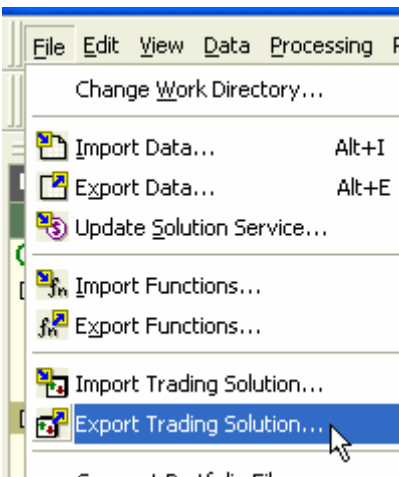 File Edit View Data Processing
Change Work Directory...
Import Data... Alt+I
Export Data... Alt+E
Update Solution Service...
Import Functions...
Export Functions...
Import Trading Solution...
Export Trading Solution...